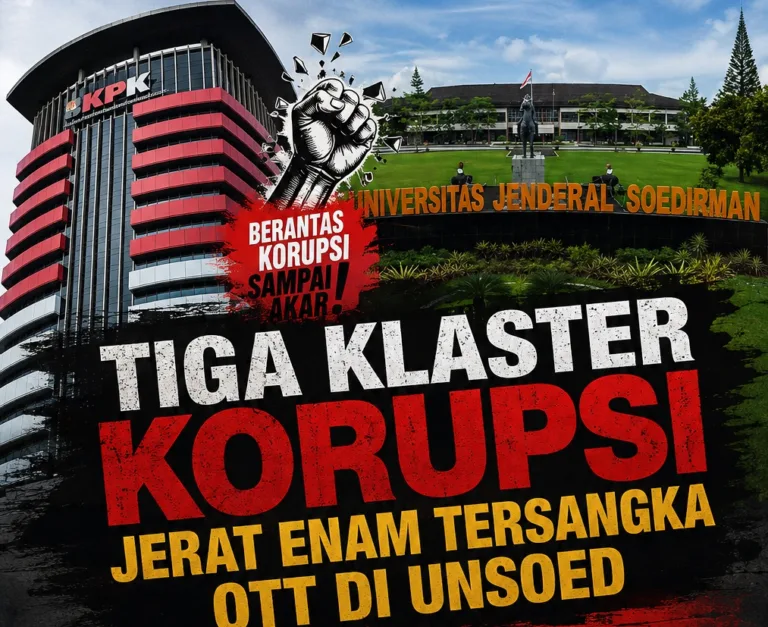 KPK
UNIVERSITAS JENDERAL SOEDIRMAN
BERANTAS
KORUPSI
SAMPAI
AKAR!
TIGA KLASTER
KORUPSI
JERAT ENAM TERSANGKA
OTT DI UNSOED